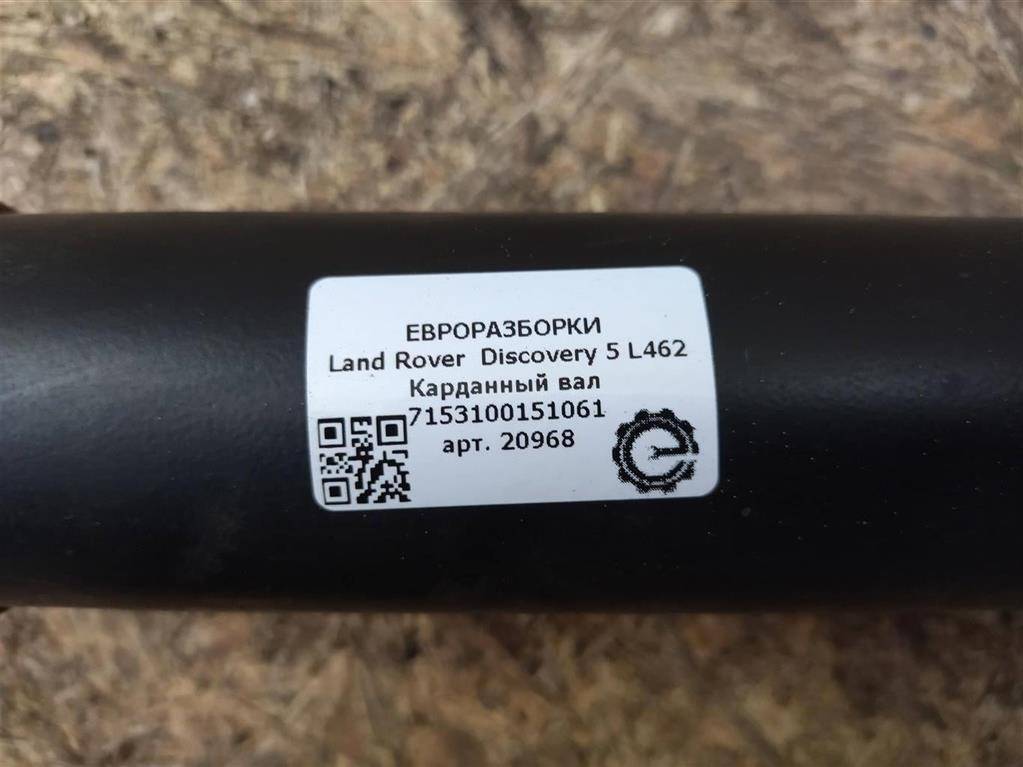 ЕВРОРАЗБОРКИ
Land Rover  Discovery 5 L462
Карданный вал
7153100151061
арт. 20968